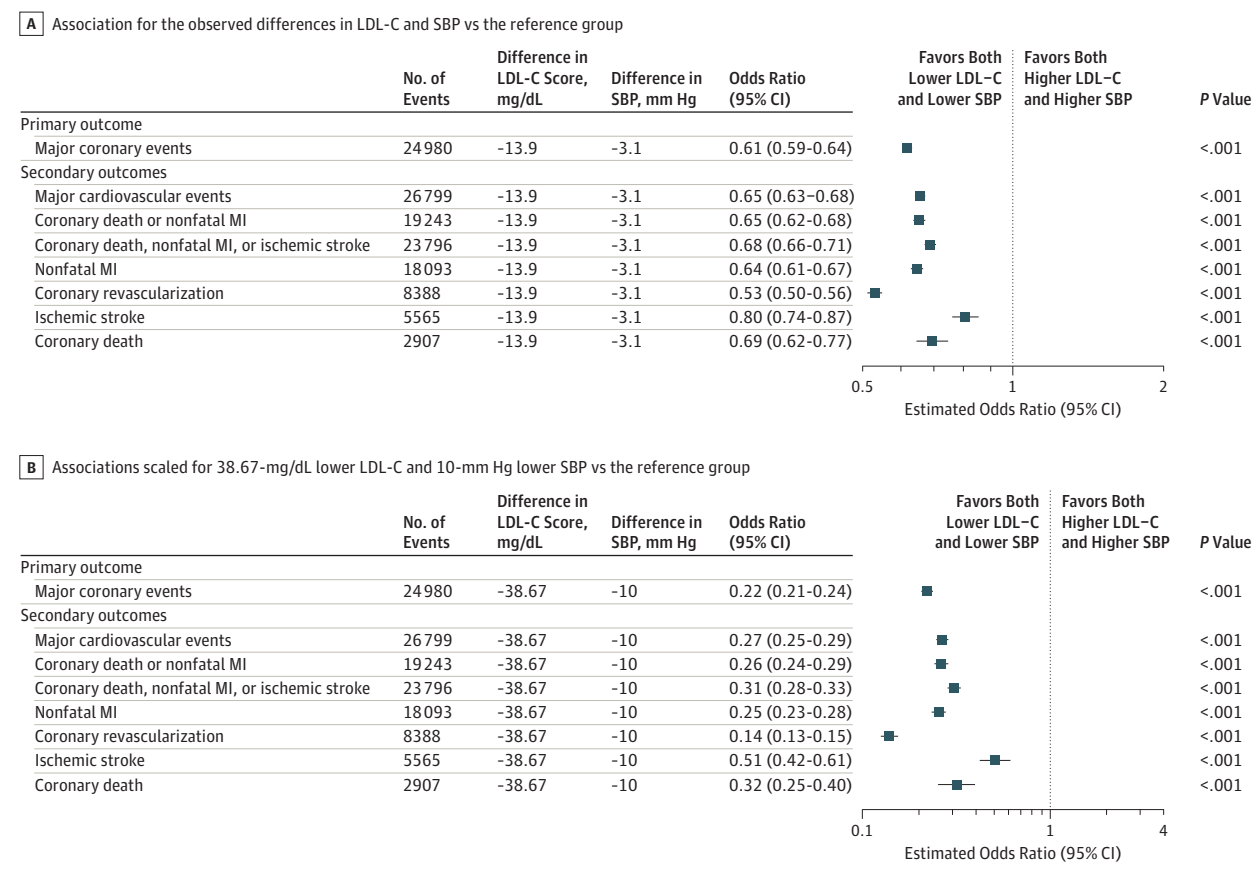 A Association for the observed differences in LDL-C and SBP vs the reference group
No. of Events Difference in LDL-C Score, mg/dL Difference in SBP, mm Hg Odds Ratio (95% CI) Favors Both Lower LDL−C and Lower SBP Favors Both Higher LDL−C and Higher SBP P Value
Primary outcome
Major coronary events 24980 -13.9 -3.1 0.61 (0.59-0.64) <.001
Secondary outcomes
Major cardiovascular events 26799 -13.9 -3.1 0.65 (0.63−0.68) <.001
Coronary death or nonfatal MI 19243 -13.9 -3.1 0.65 (0.62-0.68) <.001
Coronary death, nonfatal MI, or ischemic stroke 23796 -13.9 -3.1 0.68 (0.66-0.71) <.001
Nonfatal MI 18093 -13.9 -3.1 0.64 (0.61-0.67) <.001
Coronary revascularization 8388 -13.9 -3.1 0.53 (0.50-0.56) <.001
Ischemic stroke 5565 -13.9 -3.1 0.80 (0.74-0.87) <.001
Coronary death 2907 -13.9 -3.1 0.69 (0.62-0.77) <.001
0.5 1 2
Estimated Odds Ratio (95% CI)
B Associations scaled for 38.67-mg/dL lower LDL-C and 10-mm Hg lower SBP vs the reference group
No. of Events Difference in LDL-C Score, mg/dL Difference in SBP, mm Hg Odds Ratio (95% CI) Favors Both Lower LDL−C and Lower SBP Favors Both Higher LDL−C and Higher SBP P Value
Primary outcome
Major coronary events 24980 -38.67 -10 0.22 (0.21-0.24) <.001
Secondary outcomes
Major cardiovascular events 26799 -38.67 -10 0.27 (0.25-0.29) <.001
Coronary death or nonfatal MI 19243 -38.67 -10 0.26 (0.24-0.29) <.001
Coronary death, nonfatal MI, or ischemic stroke 23796 -38.67 -10 0.31 (0.28-0.33) <.001
Nonfatal MI 18093 -38.67 -10 0.25 (0.23-0.28) <.001
Coronary revascularization 8388 -38.67 -10 0.14 (0.13-0.15) <.001
Ischemic stroke 5565 -38.67 -10 0.51 (0.42-0.61) <.001
Coronary death 2907 -38.67 -10 0.32 (0.25-0.40) <.001
0.1 1 4
Estimated Odds Ratio (95% CI)